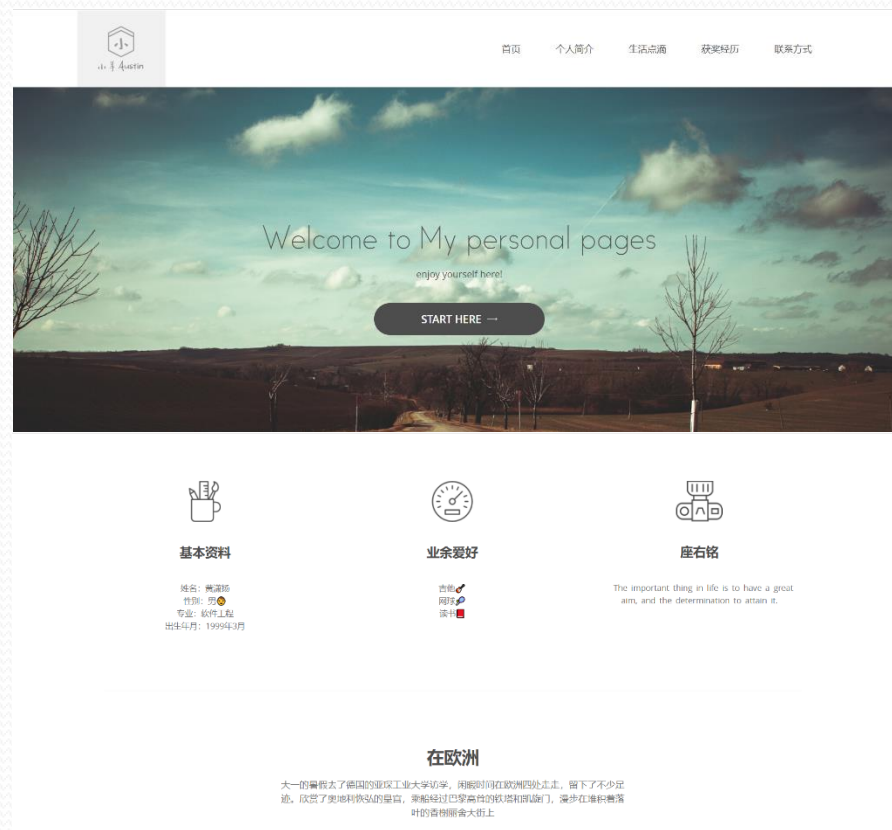 小 Austin
首页 个人简介 生活点滴 获奖经历 联系方式
Welcome to My personal pages
enjoy yourself here!
START HERE →
基本资料
姓名：黄潇扬
性别：男
专业：软件工程
出生年月：1999年3月
业余爱好
吉他
网球
读书
座右铭
The important thing in life is to have a great
aim, and the determination to attain it.
在欧洲
大一的暑假去了德国的亚琛工业大学访学，闲暇时间在欧洲四处走走，留下了不少足
迹。欣赏了奥地利恢弘的皇宫，乘船经过巴黎高耸的铁塔和凯旋门，漫步在堆积着落
叶的香榭丽舍大街上